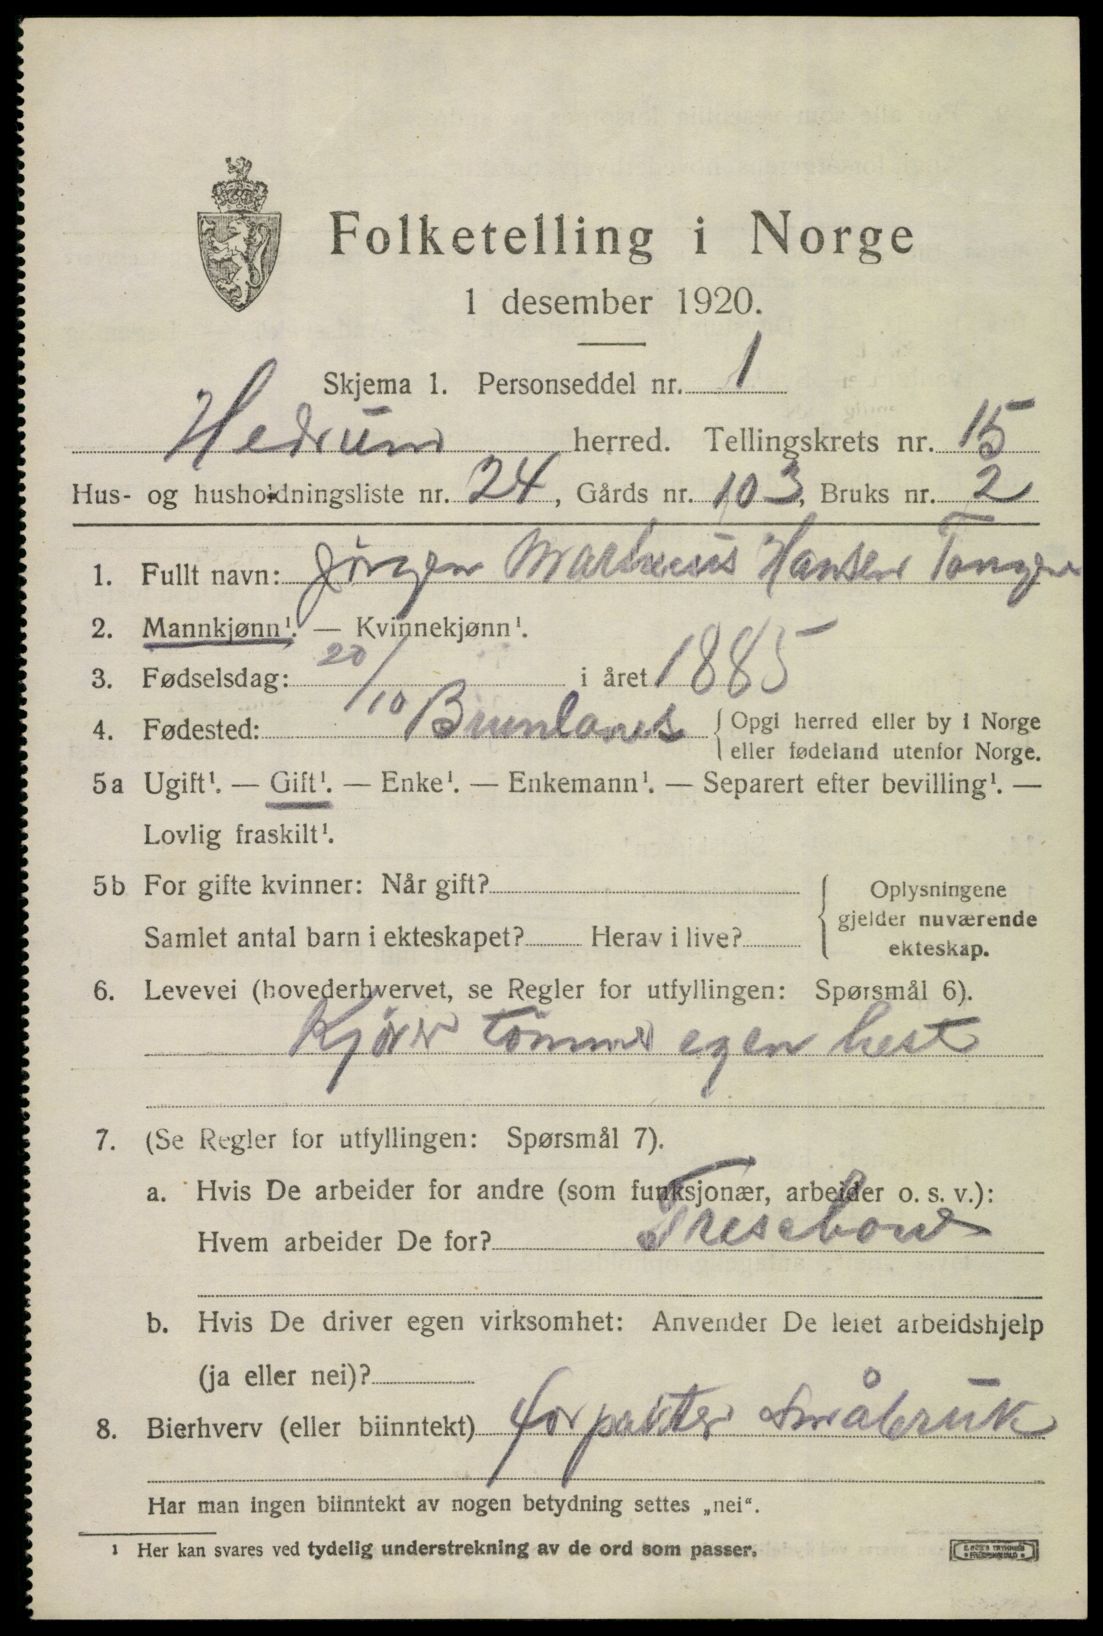 Folketelling i Norge
1 desember 1920.
Skjema 1. Personseddel nr. 1
Hedrum herred. Tellingskrets nr. 15
Hus- og husholdningsliste nr. 24, Gårds nr. 103, Bruks nr. 2
1. Fullt navn: Jørgen Marthinius Hansen Tangen
2. Mannkjønn¹. — Kvinnekjønn¹.
3. Fødselsdag: 20/10 i året 1885
4. Fødested: Brunlanes { Opgi herred eller by i Norge
eller fødeland utenfor Norge.
5a Ugift¹. — Gift¹. — Enke¹. — Enkemann¹. — Separert efter bevilling¹. —
Lovlig fraskilt¹.
5b For gifte kvinner: Når gift?
Samlet antal barn i ekteskapet? Herav i live?
{ Oplysningene
gjelder nuværende
ekteskap.
6. Levevei (hovederhvervet, se Regler for utfyllingen: Spørsmål 6).
Kjører tømmer egen hest
7. (Se Regler for utfyllingen: Spørsmål 7).
a. Hvis De arbeider for andre (som funksjonær, arbeider o. s. v.):
Hvem arbeider De for? Treschow
b. Hvis De driver egen virksomhet: Anvender De leiet arbeidshjelp
(ja eller nei)?
8. Bierhverv (eller biinntekt) forpakter Småbruk
Har man ingen biinntekt av nogen betydning settes „nei“.
¹ Her kan svares ved tydelig understrekning av de ord som passer.